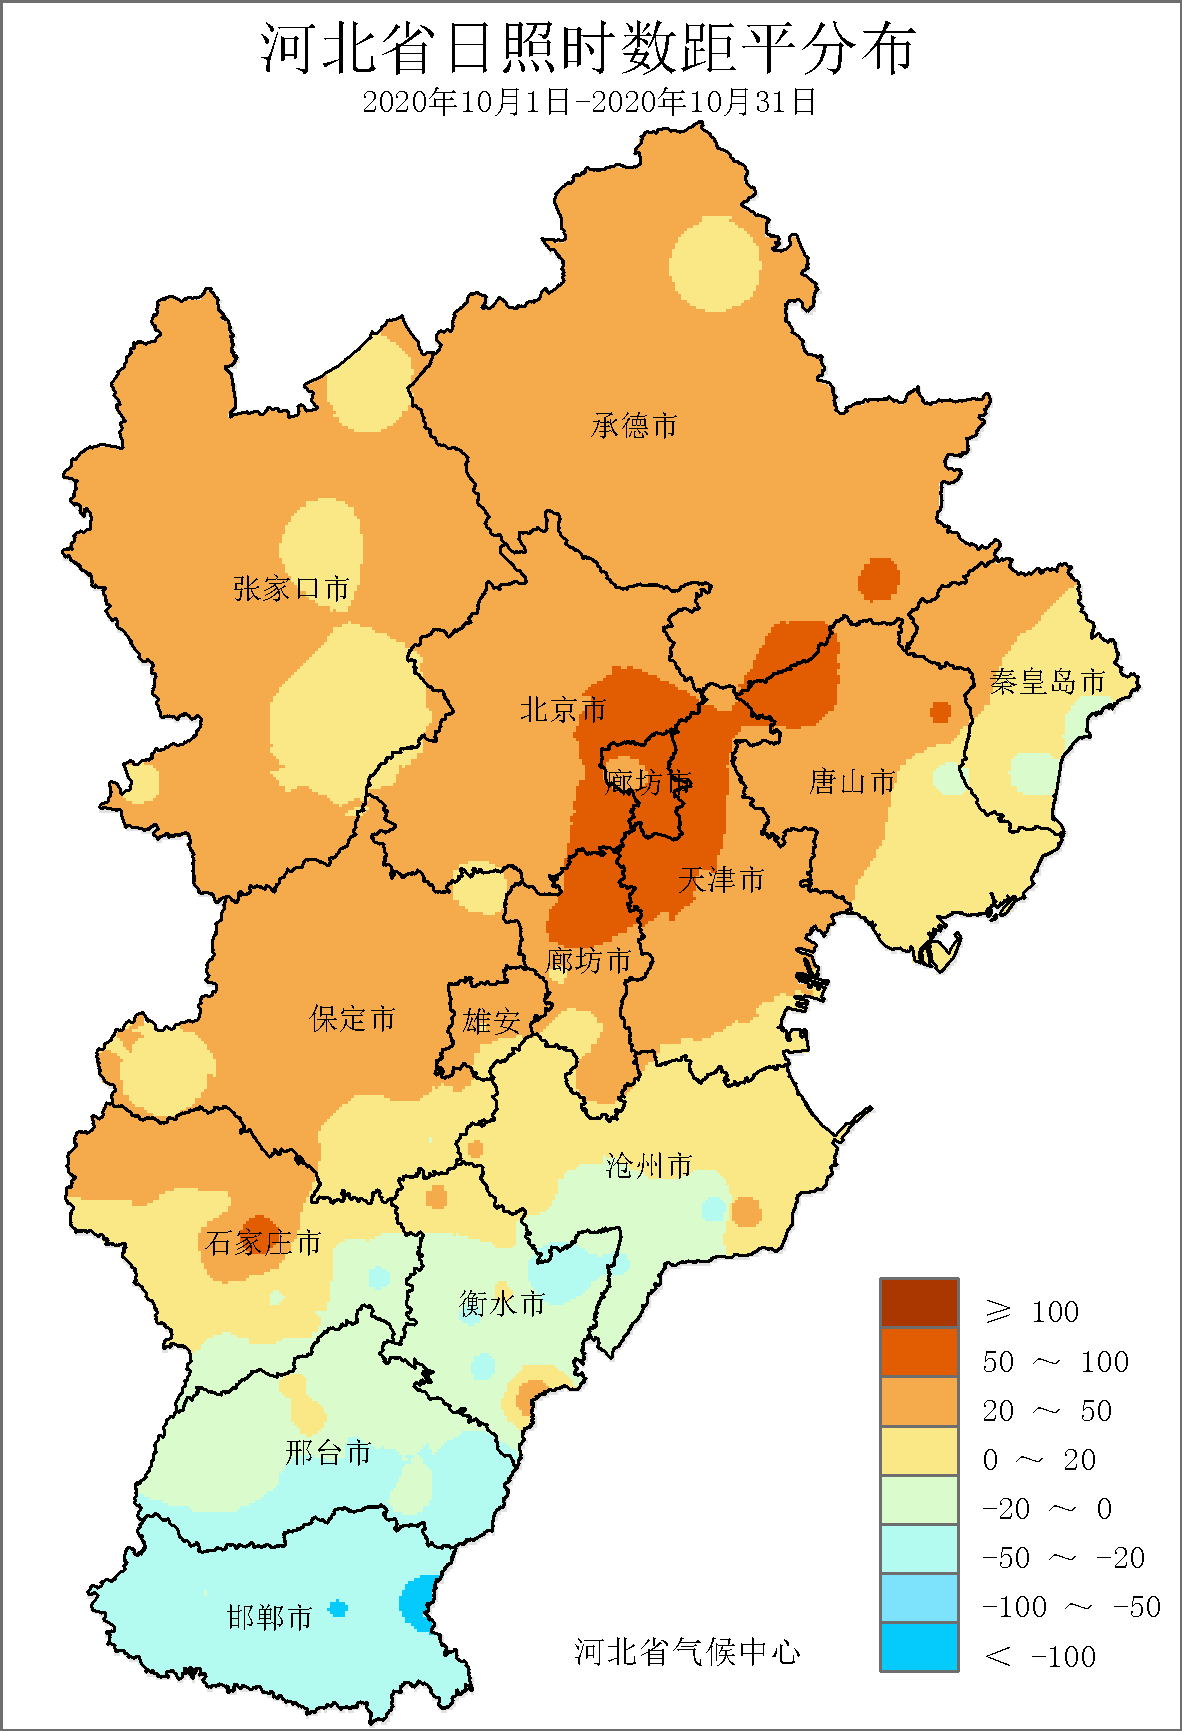 河北省日照时数距平分布
2020年10月1日-2020年10月31日
承德市
张家口市
秦皇岛市
北京市
廊坊市
唐山市
天津市
廊坊市
保定市
雄安
沧州市
石家庄市
衡水市
邢台市
邯郸市
≥ 100
50 ～ 100
20 ～ 50
0 ～ 20
-20 ～ 0
-50 ～ -20
-100 ～ -50
< -100
河北省气候中心